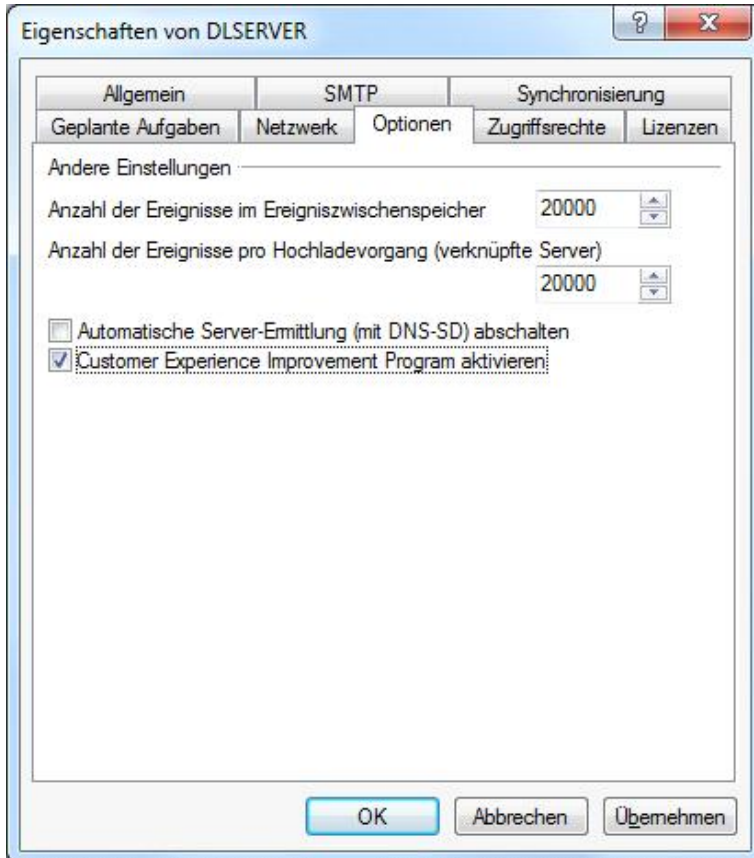 Eigenschaften von DLSERVER
?
Allgemein SMTP Synchronisierung
Geplante Aufgaben Netzwerk Optionen Zugriffsrechte Lizenzen
Andere Einstellungen
Anzahl der Ereignisse im Ereigniszwischenspeicher 20000
Anzahl der Ereignisse pro Hochladevorgang (verknüpfte Server)
20000
Automatische Server-Ermittlung (mit DNS-SD) abschalten
Customer Experience Improvement Program aktivieren
OK Abbrechen Übernehmen